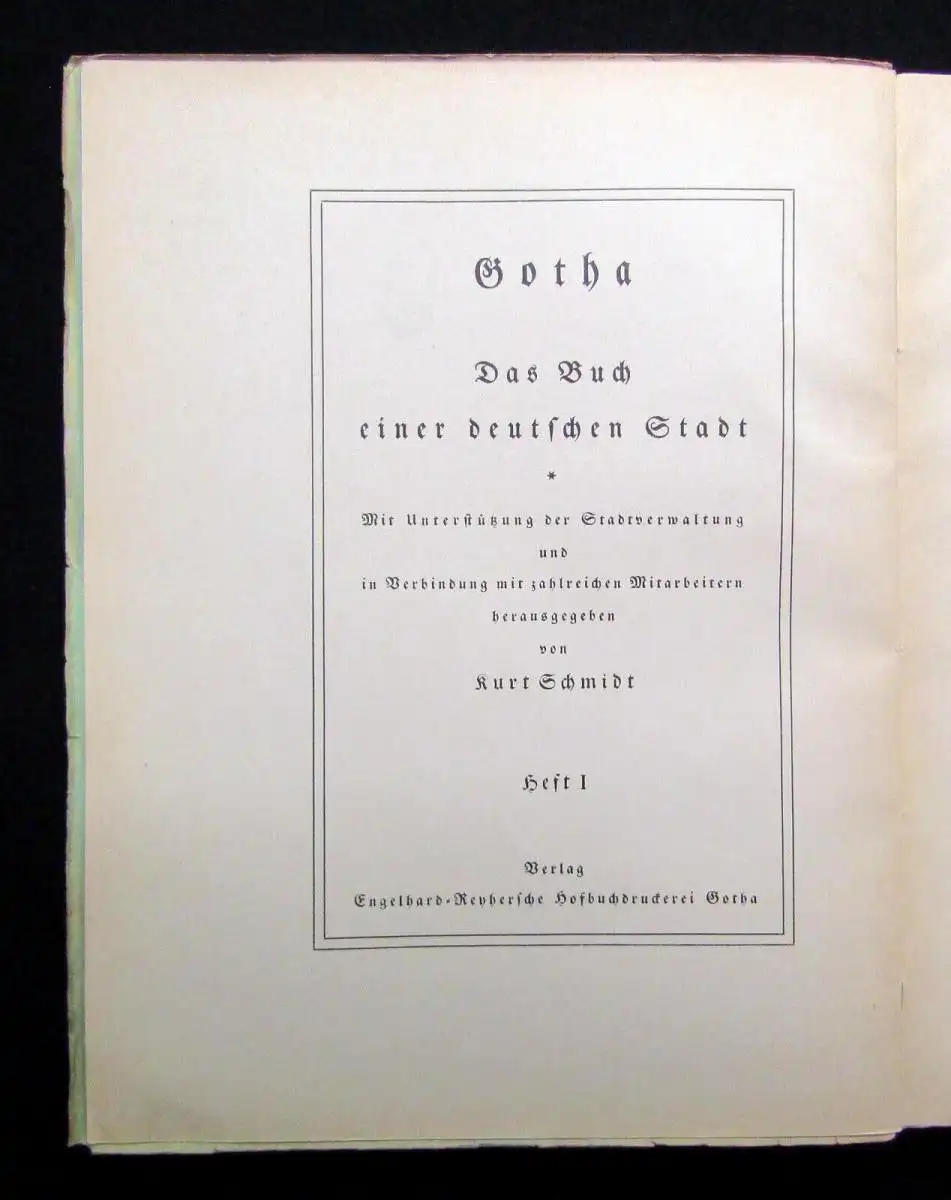 Gotha
Das Buch
einer deutſchen Stadt
*
Mit Unterſtützung der Stadtverwaltung
und
in Verbindung mit zahlreichen Mitarbeitern
herausgegeben
von
Kurt Schmidt
Heft I
Verlag
Engelhard-Reyherſche Hofbuchdruckerei Gotha